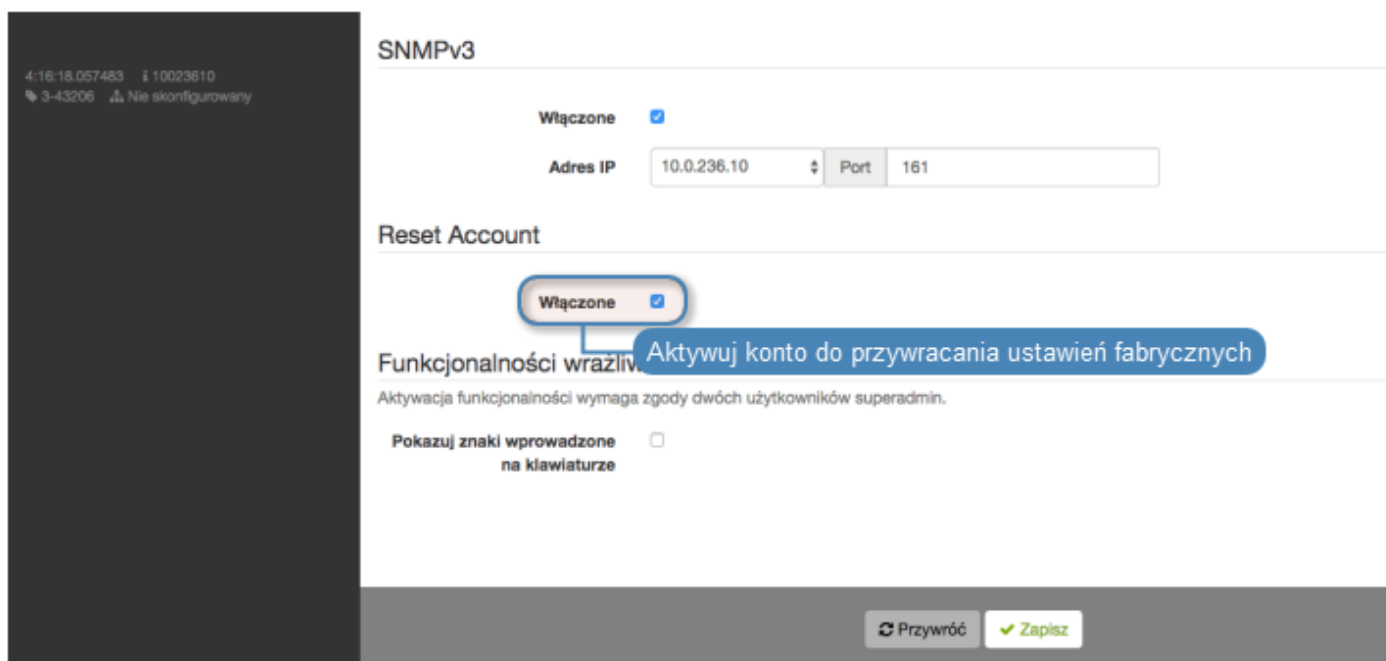 4:16:18.057483 10023610
3-43206 Nie skonfigurowany
SNMPv3
Włączone
Adres IP 10.0.236.10 Port 161
Reset Account
Włączone
Aktywuj konto do przywracania ustawień fabrycznych
Funkcjonalności wrażliw
Aktywacja funkcjonalności wymaga zgody dwóch użytkowników superadmin.
Pokazuj znaki wprowadzone
na klawiaturze
Przywróć Zapisz